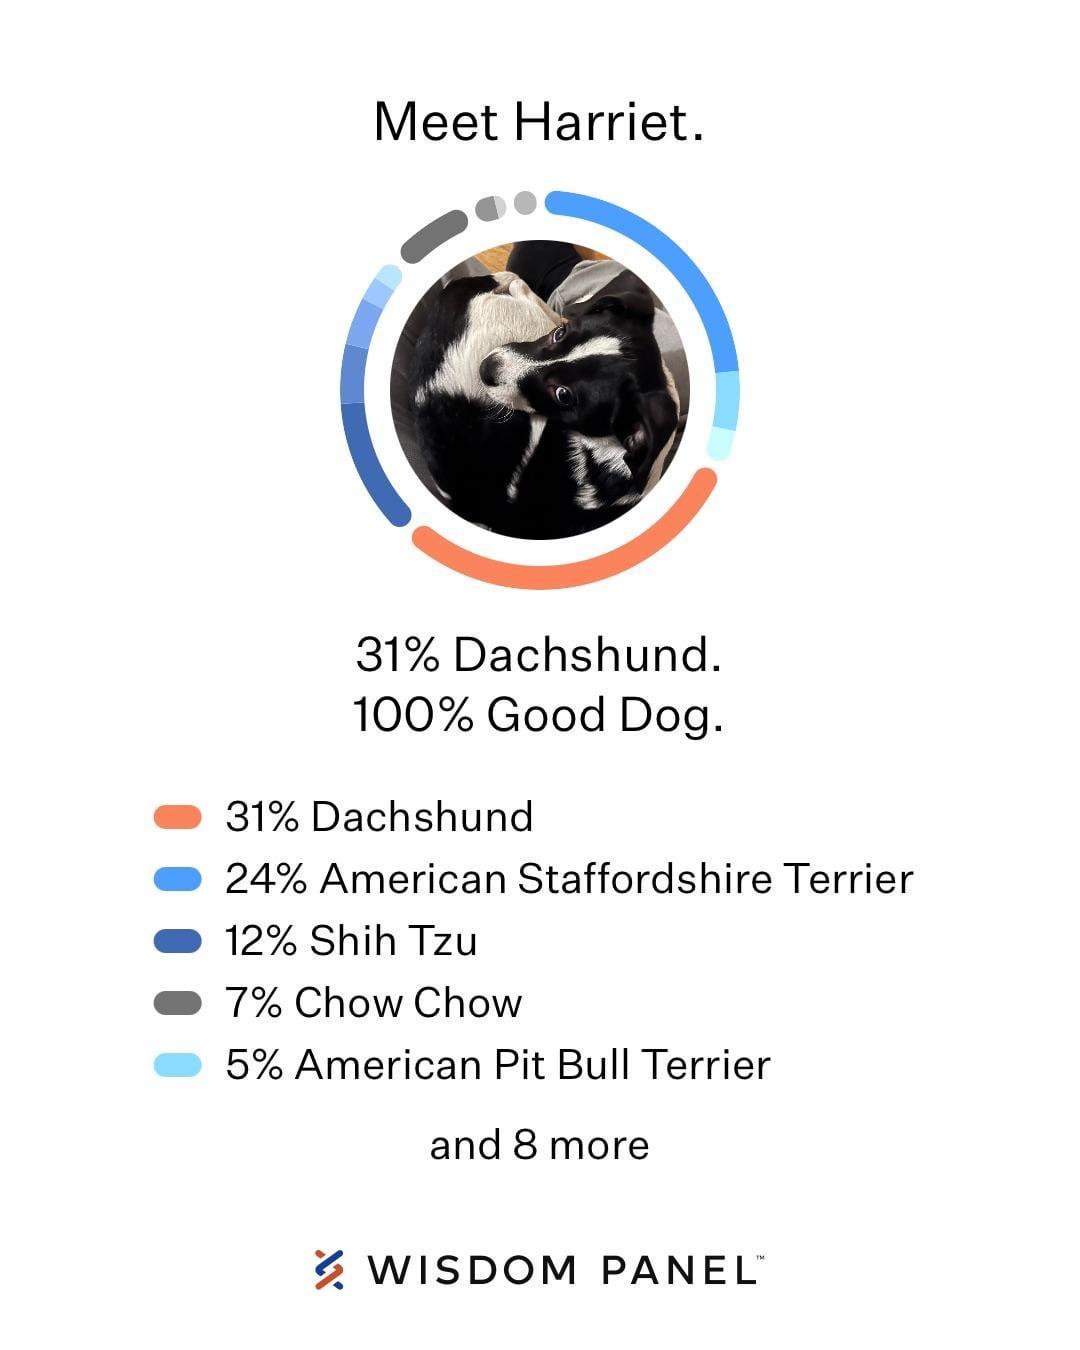 Meet Harriet.
31% Dachshund.
100% Good Dog.
31% Dachshund
24% American Staffordshire Terrier
12% Shih Tzu
7% Chow Chow
5% American Pit Bull Terrier
and 8 more
WISDOM PANEL™